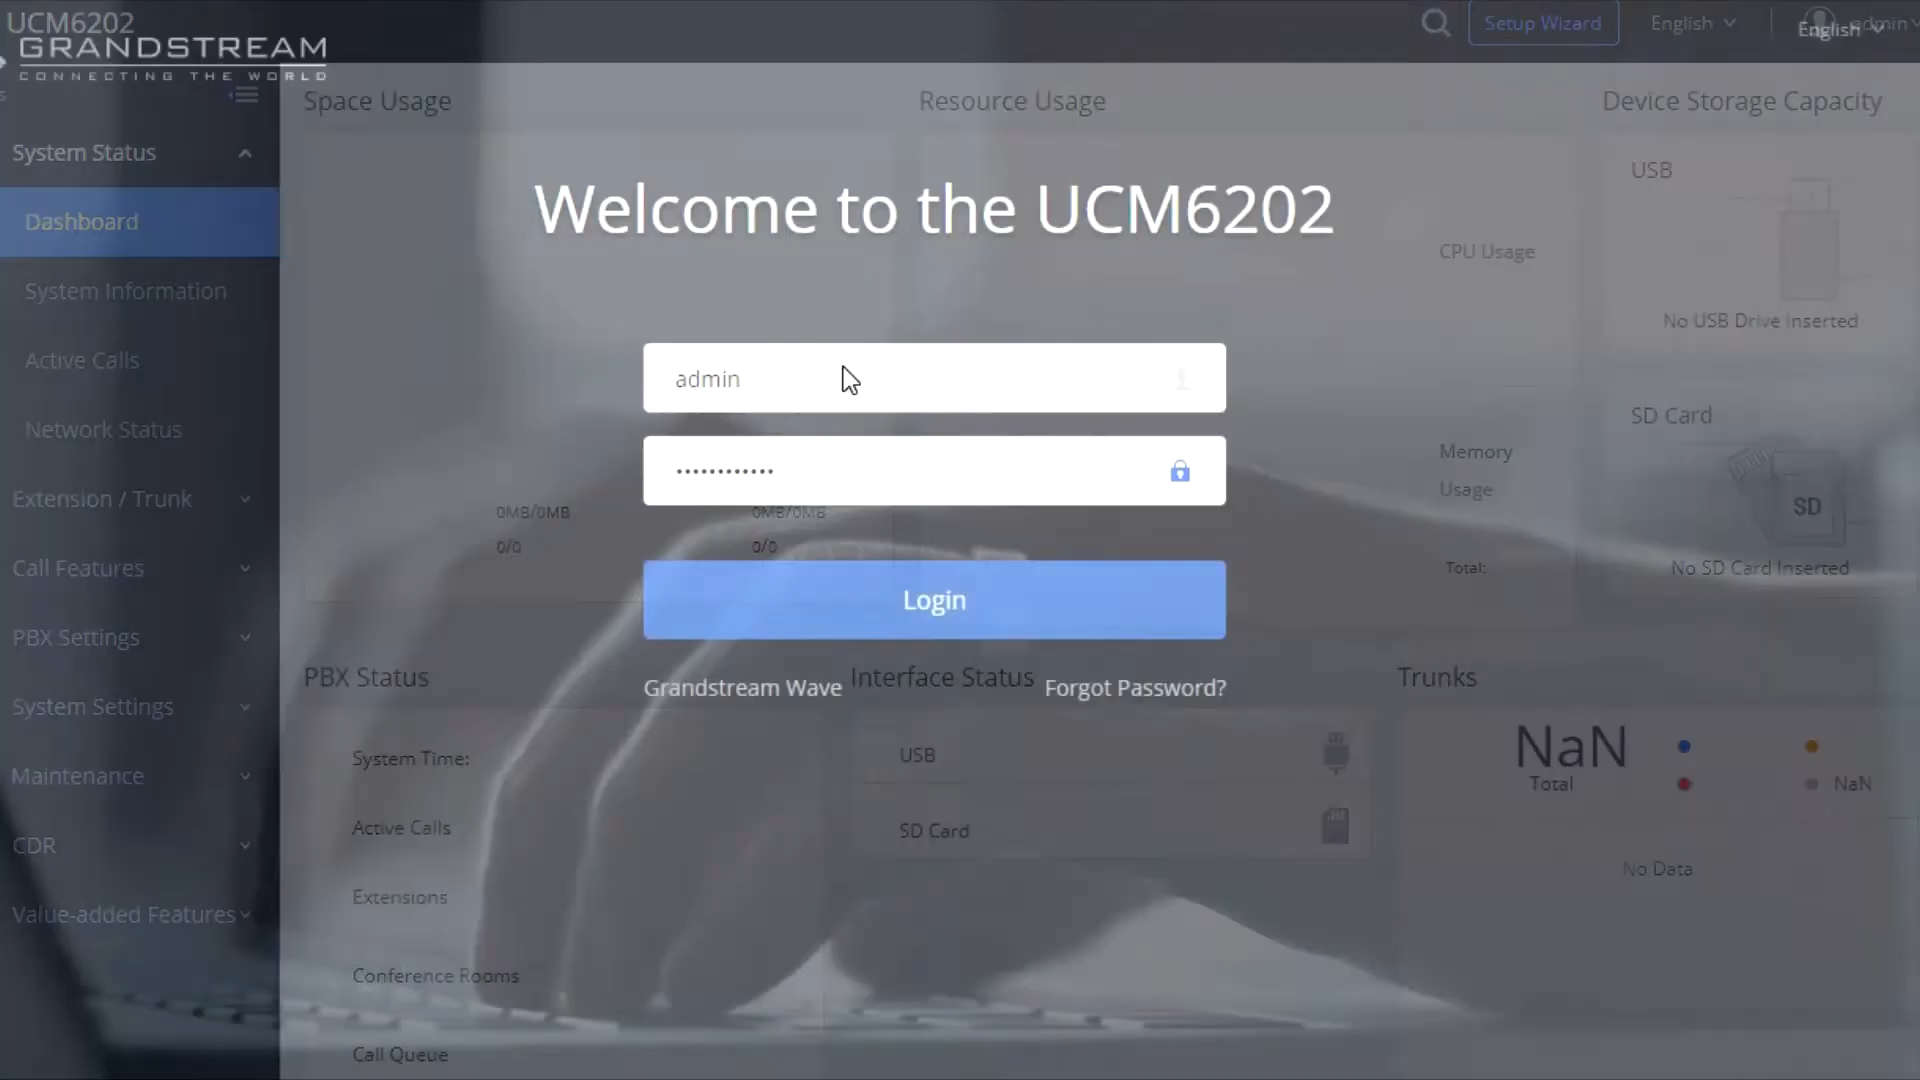 UCM6202
GRANDSTREAM
CONNECTING THE WORLD
Setup Wizard
English
admin
English
System Status
Dashboard
System Information
Active Calls
Network Status
Extension / Trunk
Call Features
PBX Settings
System Settings
Maintenance
CDR
Value-added Features
Space Usage
0MB/0MB
0/0
0MB/0MB
0/0
Resource Usage
CPU Usage
Memory
Usage
Total:
Device Storage Capacity
USB
No USB Drive Inserted
SD Card
SD
No SD Card Inserted
Welcome to the UCM6202
admin
••••••••••••
Login
Grandstream Wave
Forgot Password?
PBX Status
System Time:
Active Calls
Extensions
Conference Rooms
Call Queue
Interface Status
USB
SD Card
Trunks
NaN
Total
NaN
No Data